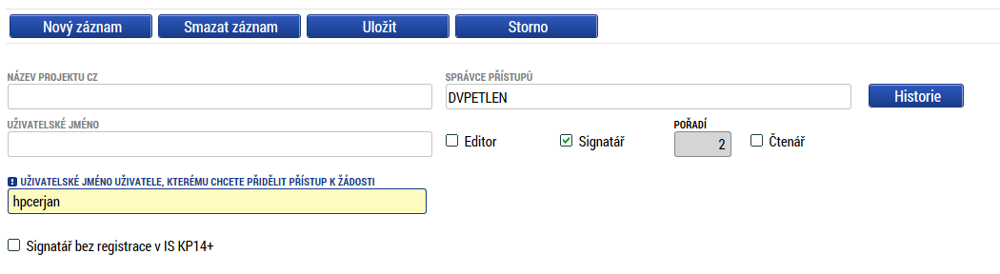 Nový záznam Smazat záznam Uložit Storno
NÁZEV PROJEKTU CZ SPRÁVCE PŘÍSTUPŮ
DVPETLEN Historie
UŽIVATELSKÉ JMÉNO POŘADÍ
Editor Signatář 2 Čtenář
UŽIVATELSKÉ JMÉNO UŽIVATELE, KTERÉMU CHCETE PŘIDĚLIT PŘÍSTUP K ŽÁDOSTI
hpcerjan
Signatář bez registrace v IS KP14+